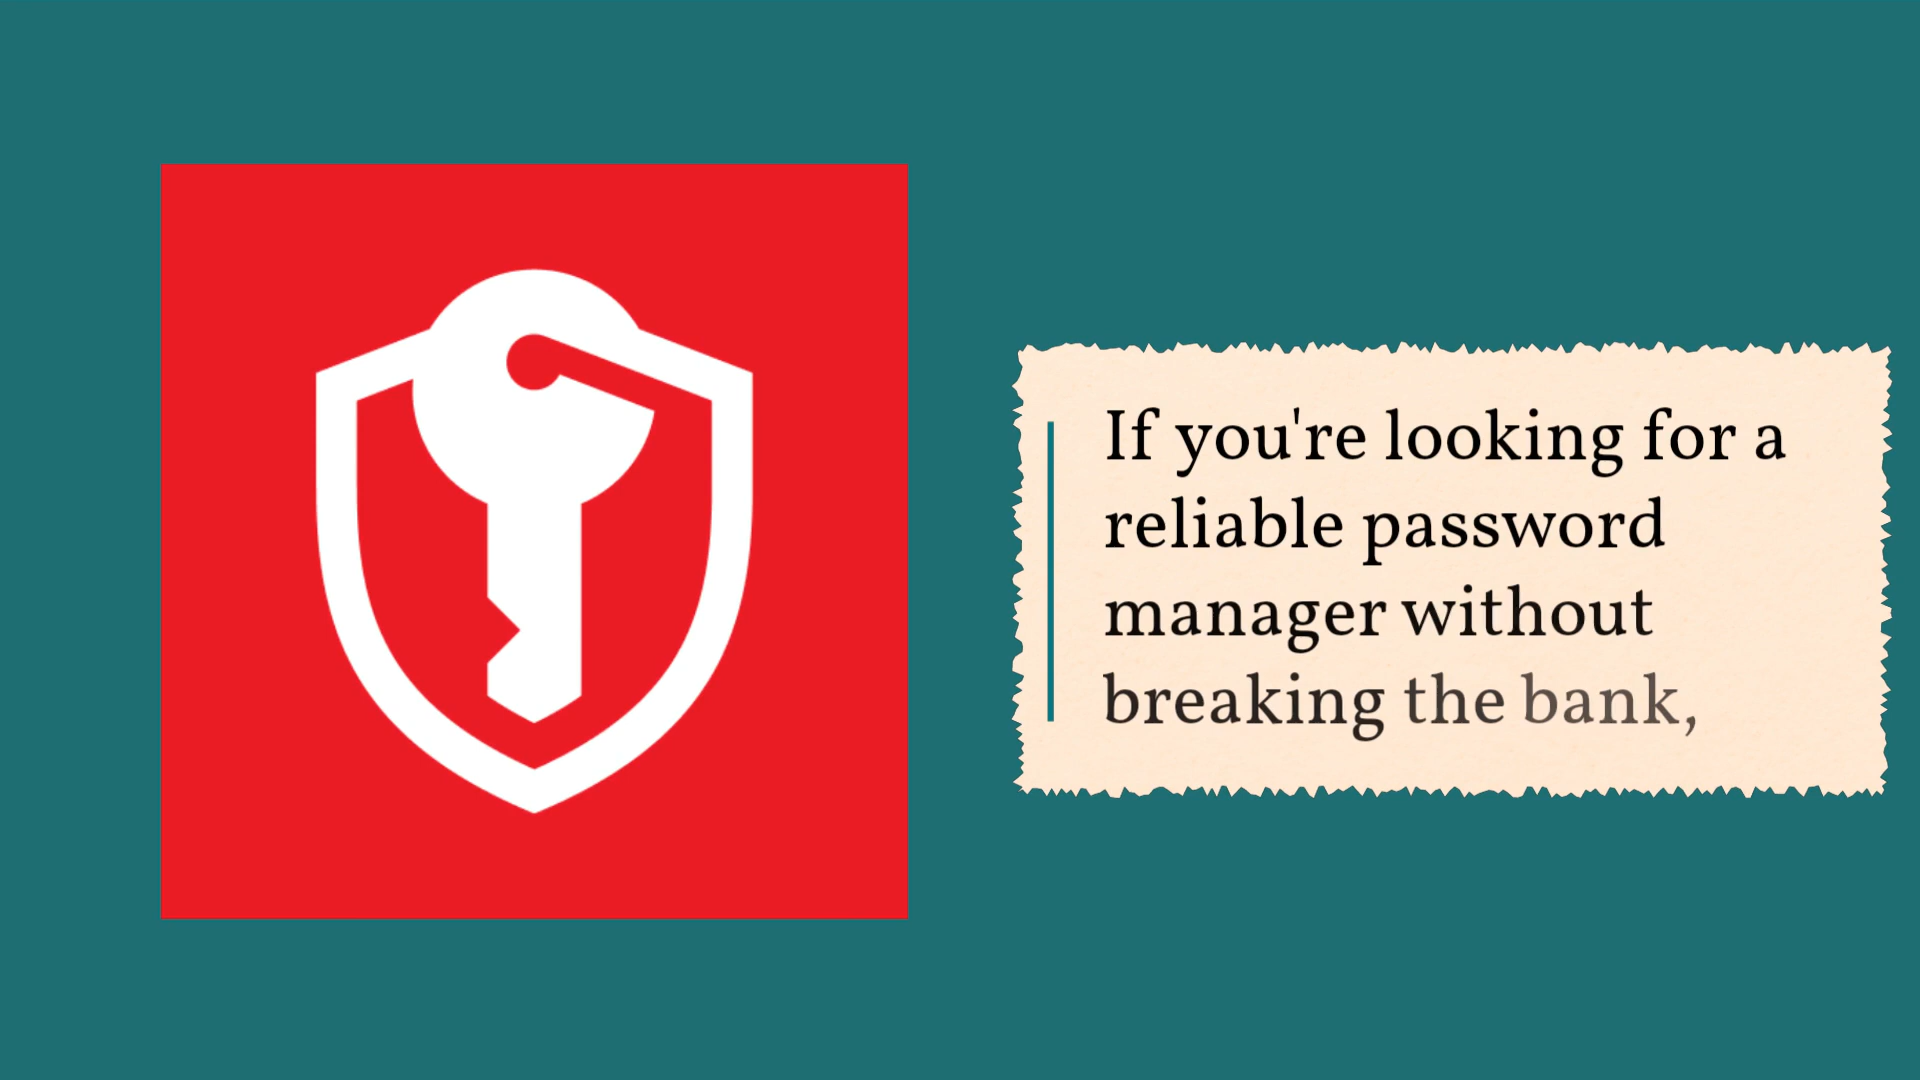 If you're looking for a
reliable password
manager without
breaking the bank,